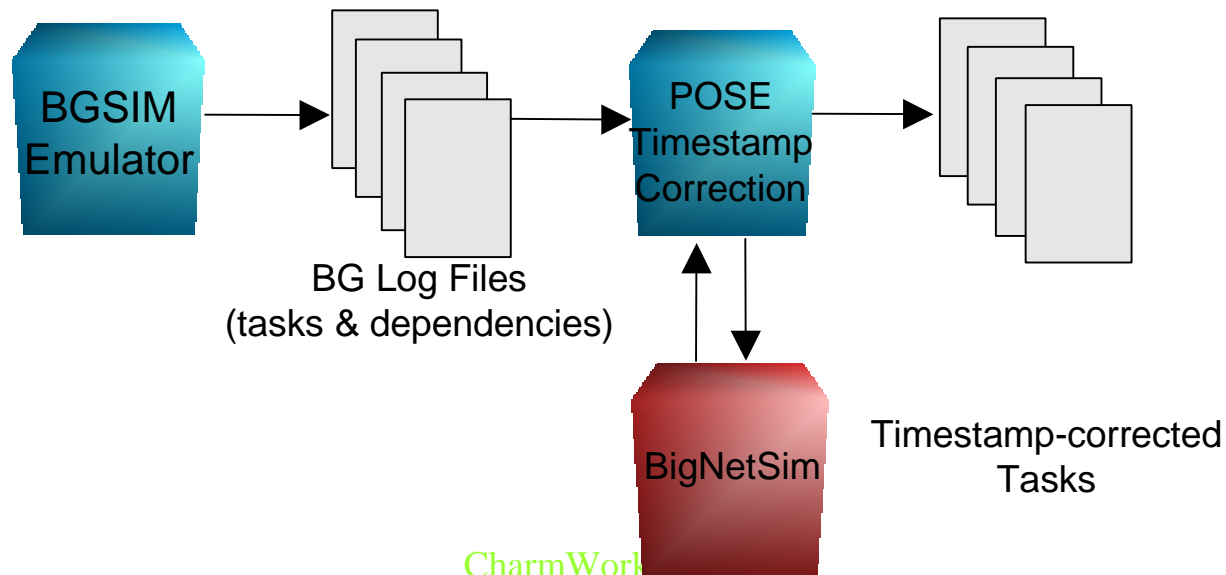 BGSIM
Emulator
BG Log Files
(tasks & dependencies)
POSE
Timestamp
Correction
BigNetSim
Timestamp-corrected
Tasks